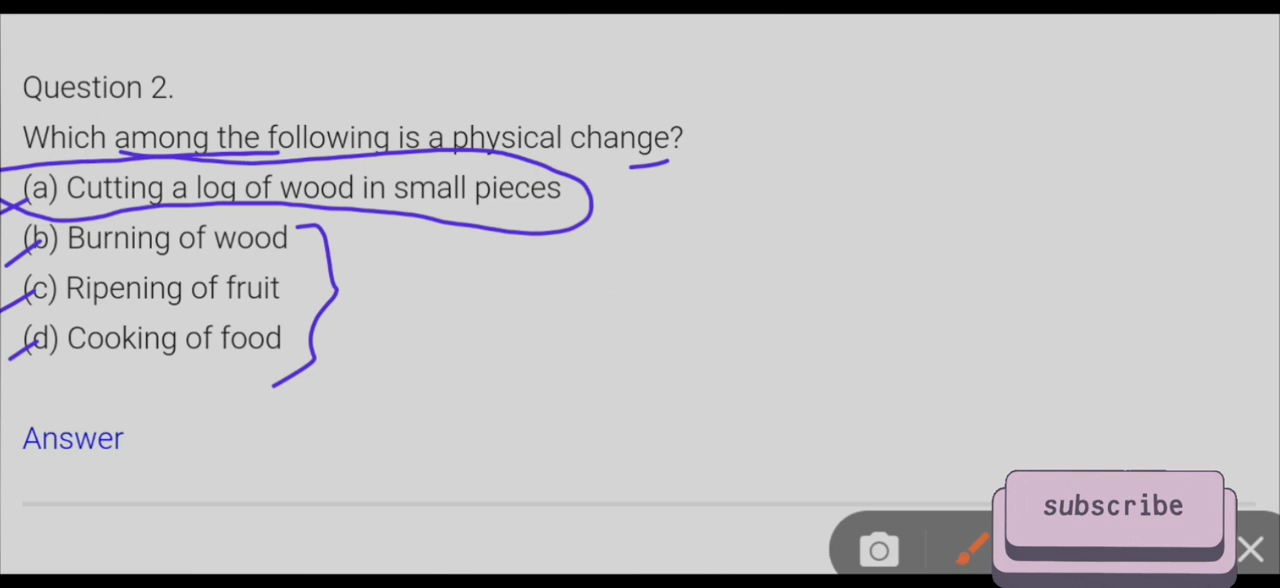 Question 2.
Which among the following is a physical change?
(a) Cutting a log of wood in small pieces
(b) Burning of wood
(c) Ripening of fruit
(d) Cooking of food
Answer
subscribe